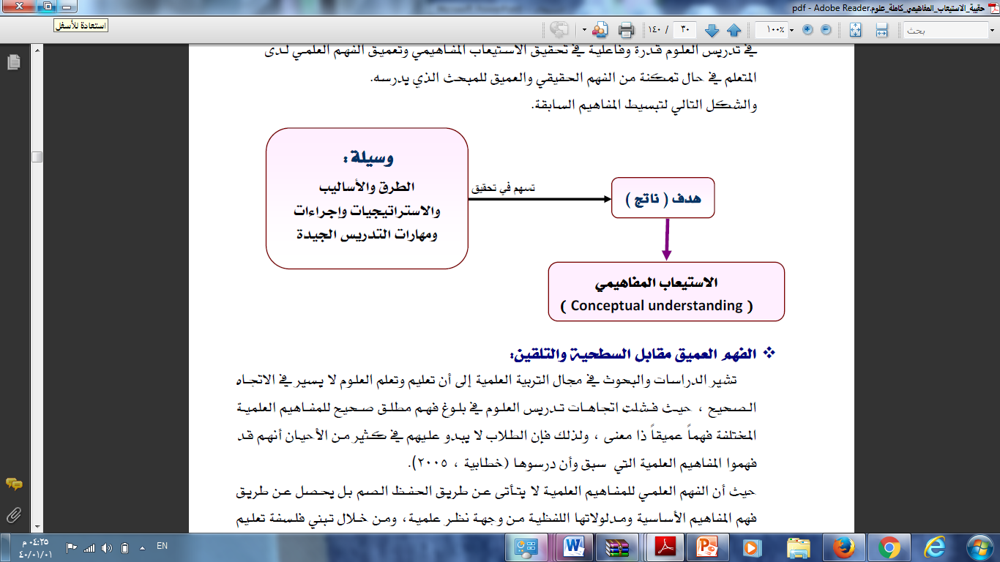 حقيبة_الاستيعاب_المفاهيمي_كاملة_علوم.pdf - Adobe Reader
استعادة للأسفل
١٤٠ / ٣٠
١٠٠٪
بحث
في تدريس العلوم قدرة وفاعلية في تحقيق الاستيعاب المفاهيمي وتعميق الفهم العلمي لدى
المتعلم في حال تمكنة من الفهم الحقيقي والعميق للمبحث الذي يدرسه.
والشكل التالي لتبسيط المفاهيم السابقة.
وسيلة :
الطرق والأساليب
والاستراتيجيات وإجراءات
ومهارات التدريس الجيدة
تسهم في تحقيق
هدف ( ناتج )
الاستيعاب المفاهيمي
( Conceptual understanding )
❖ الفهم العميق مقابل السطحية والتلقين:
تشير الدراسات والبحوث في مجال التربية العلمية إلى أن تعليم وتعلم العلوم لا يسير في الاتجاه
الصحيح ، حيث فشلت اتجاهات تدريس العلوم في بلوغ فهم مطلق صحيح للمفاهيم العلمية
المختلفة فهماً عميقاً ذا معنى ، ولذلك فإن الطلاب لا يبدو عليهم في كثير من الأحيان أنهم قد
فهموا المفاهيم العلمية التي سبق وأن درسوها (خطابية ، ٢٠٠٥).
حيث أن الفهم العلمي للمفاهيم العلمية لا يتأتى عن طريق الحفظ الصم بل يحصل عن طريق
فهم المفاهيم الأساسية ومدلولاتها اللفظية من وجهة نظر علمية، ومن خلال تبني فلسفة تعليم
EN
٠٤:٢٥ م
٤٠/٠١/٠١